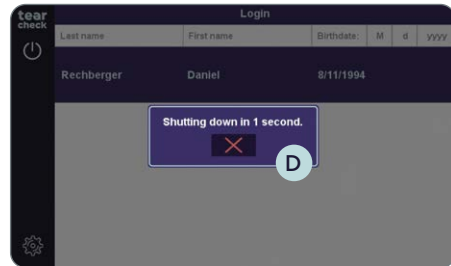 tear
check
Login
Last name First name Birthdate: M d yyyy
Rechberger Daniel 8/11/1994
Shutting down in 1 second.
D